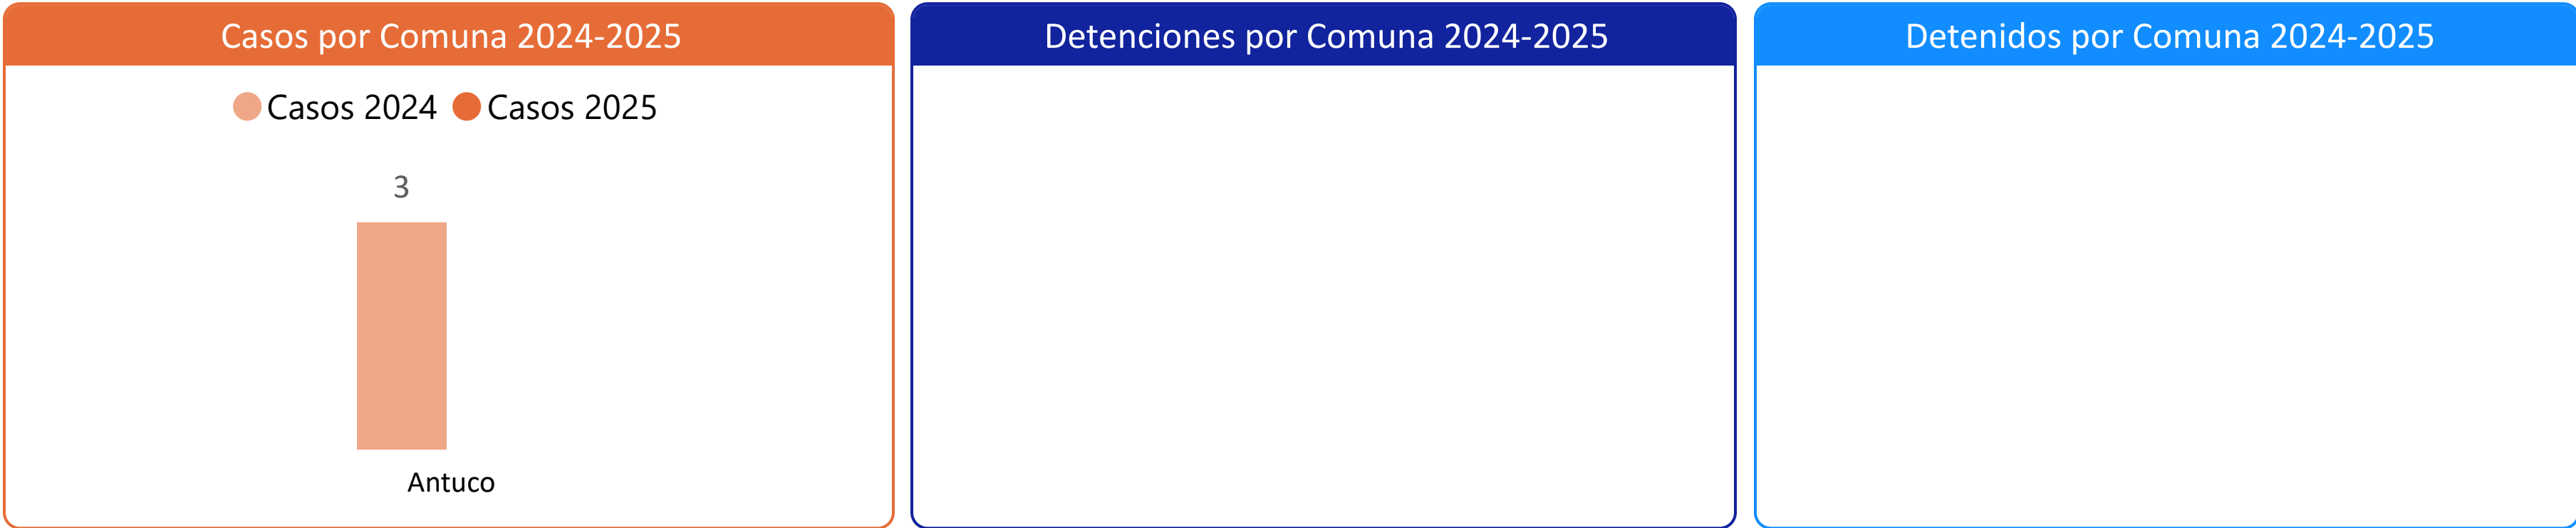 Casos por Comuna 2024-2025
Casos 2024 Casos 2025
3
Antuco
Detenciones por Comuna 2024-2025
Detenidos por Comuna 2024-2025